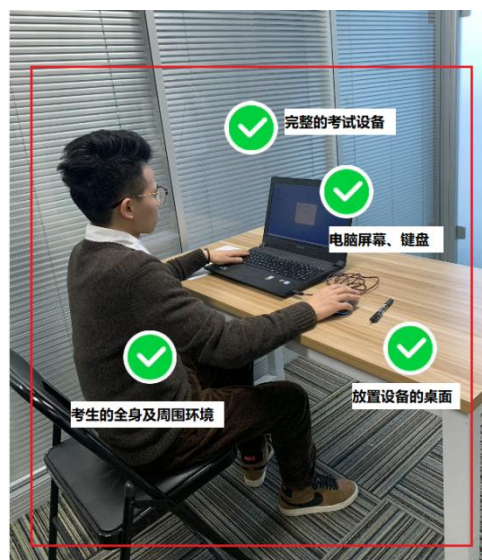 完整的考试设备
电脑屏幕、键盘
放置设备的桌面
考生的全身及周围环境